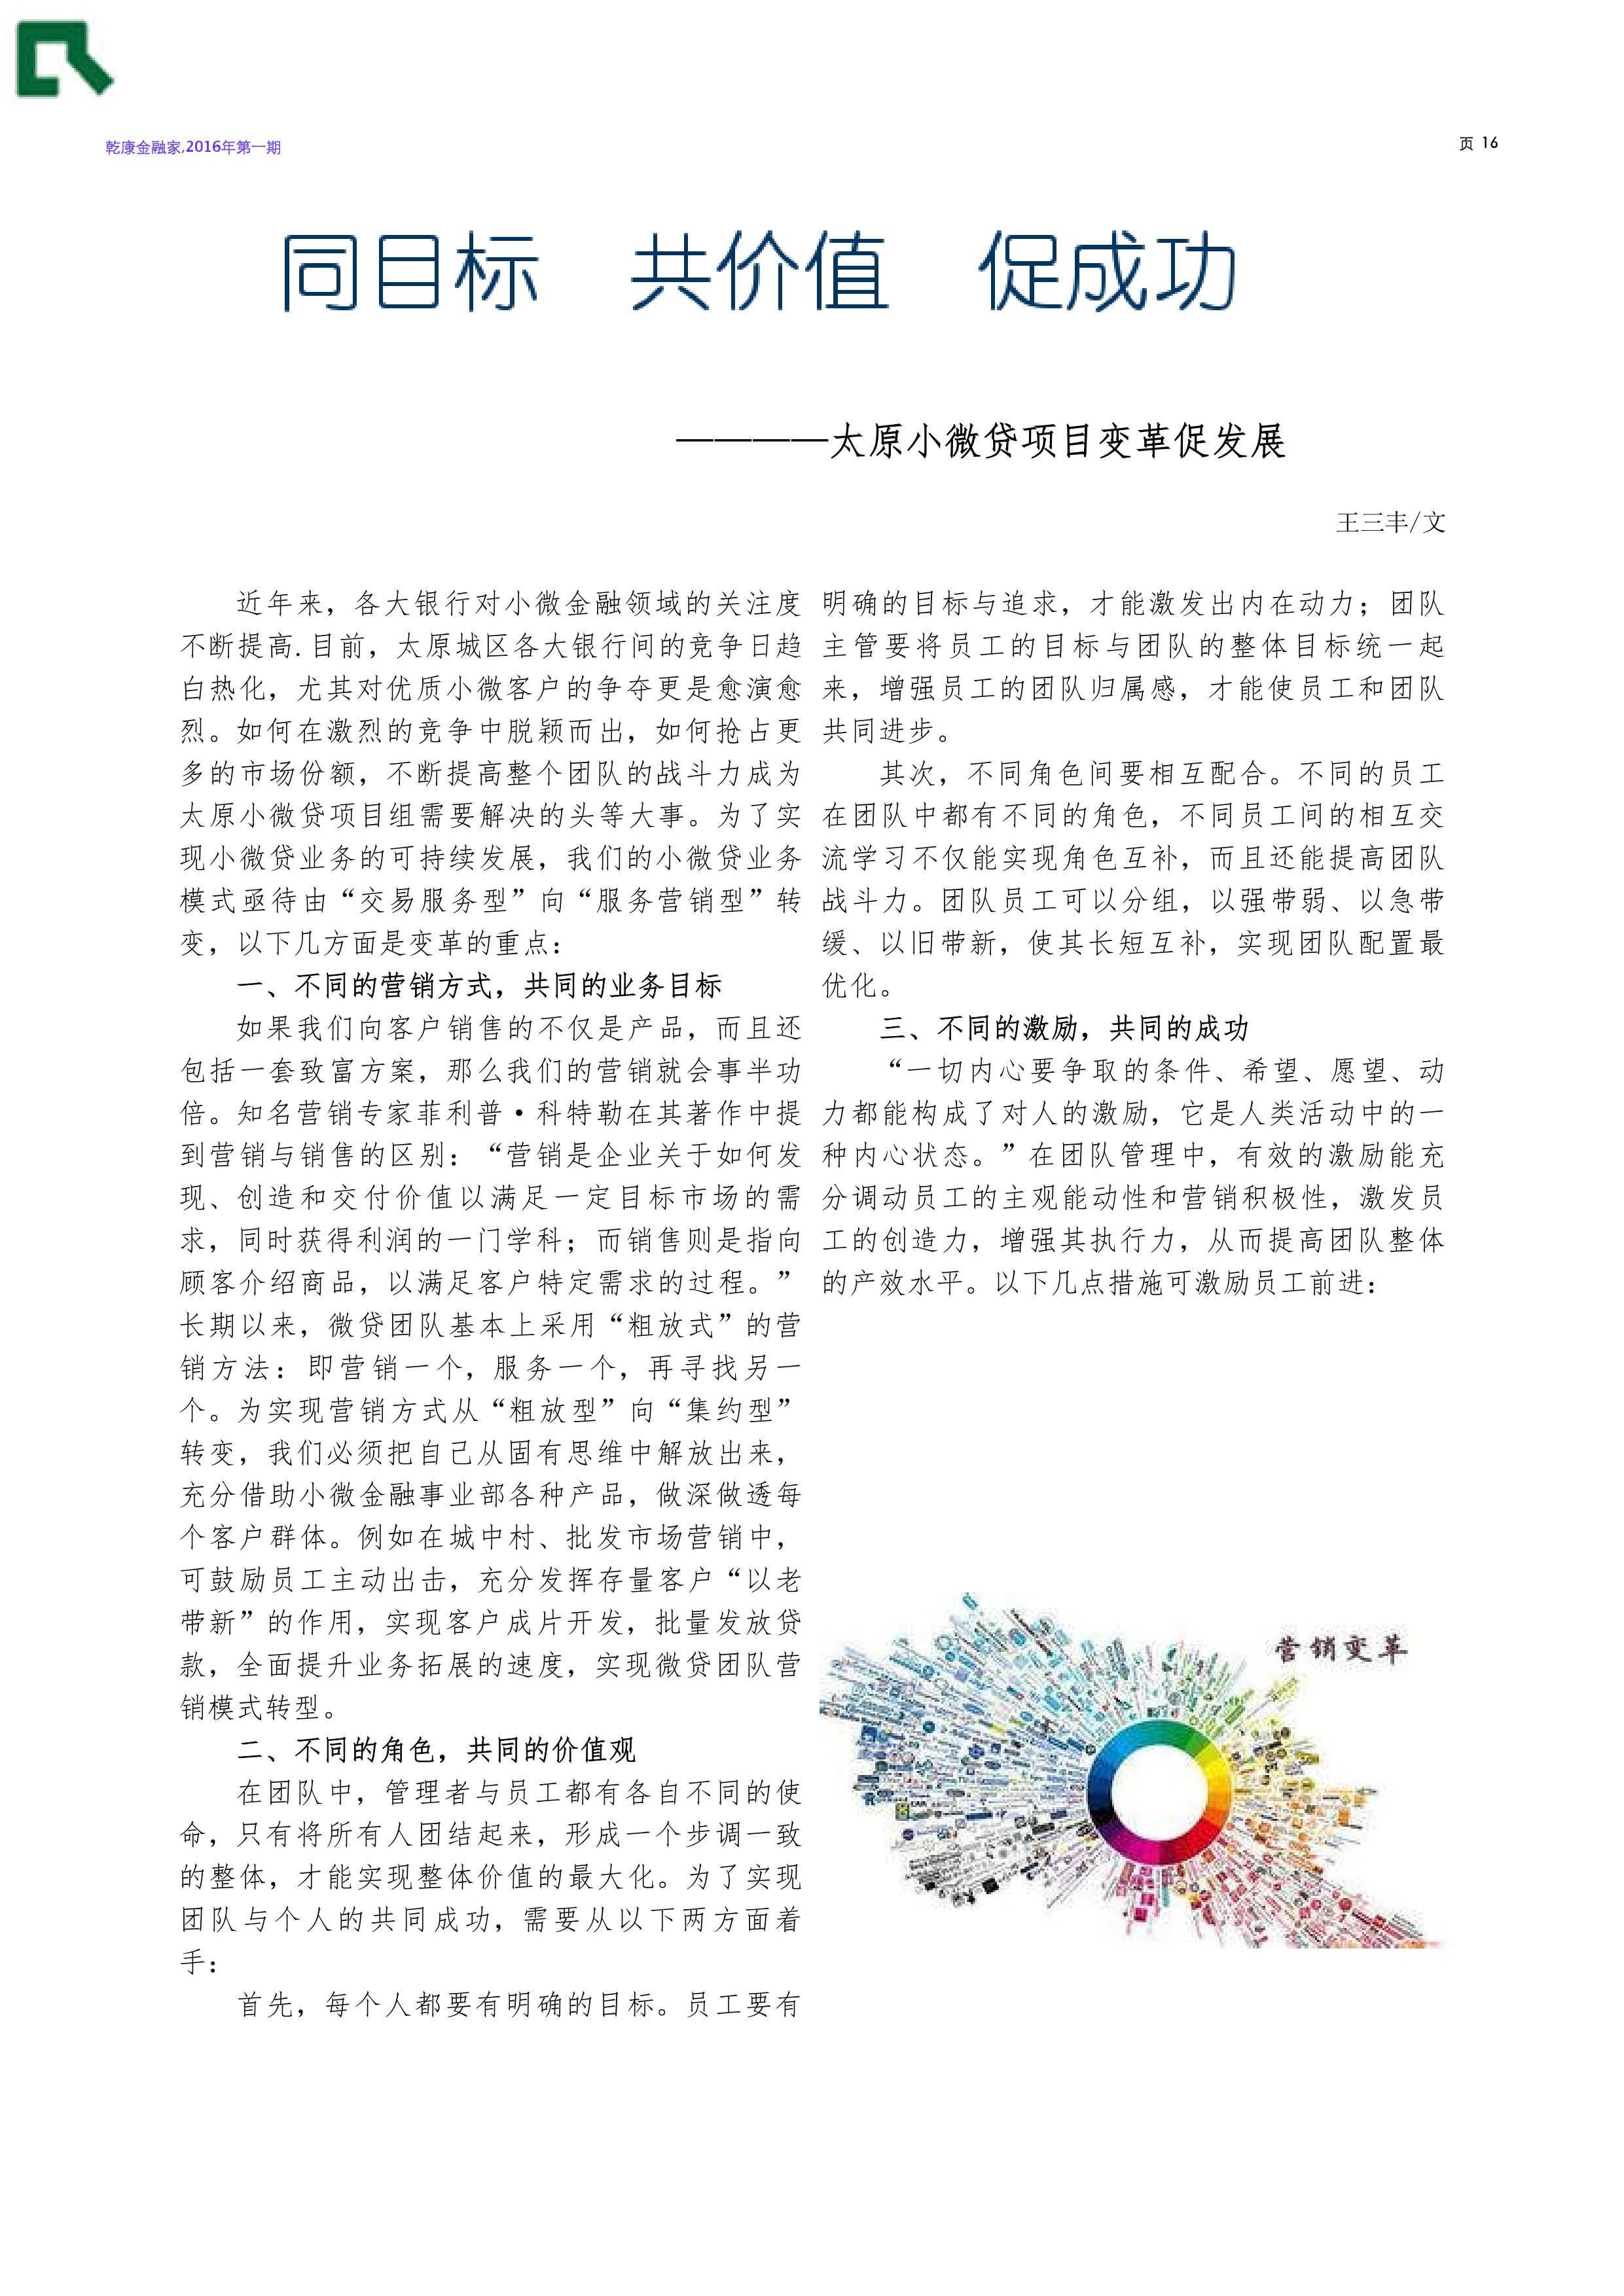 乾康金融家,2016年第一期
页 16
同目标 共价值 促成功
————太原小微贷项目变革促发展
王三丰/文
近年来，各大银行对小微金融领域的关注度
不断提高.目前，太原城区各大银行间的竞争日趋
白热化，尤其对优质小微客户的争夺更是愈演愈
烈。如何在激烈的竞争中脱颖而出，如何抢占更
多的市场份额，不断提高整个团队的战斗力成为
太原小微贷项目组需要解决的头等大事。为了实
现小微贷业务的可持续发展，我们的小微贷业务
模式亟待由“交易服务型”向“服务营销型”转
变，以下几方面是变革的重点：
一、不同的营销方式，共同的业务目标
如果我们向客户销售的不仅是产品，而且还
包括一套致富方案，那么我们的营销就会事半功
倍。知名营销专家菲利普·科特勒在其著作中提
到营销与销售的区别：“营销是企业关于如何发
现、创造和交付价值以满足一定目标市场的需
求，同时获得利润的一门学科；而销售则是指向
顾客介绍商品，以满足客户特定需求的过程。”
长期以来，微贷团队基本上采用“粗放式”的营
销方法：即营销一个，服务一个，再寻找另一
个。为实现营销方式从“粗放型”向“集约型”
转变，我们必须把自己从固有思维中解放出来，
充分借助小微金融事业部各种产品，做深做透每
个客户群体。例如在城中村、批发市场营销中，
可鼓励员工主动出击，充分发挥存量客户“以老
带新”的作用，实现客户成片开发，批量发放贷
款，全面提升业务拓展的速度，实现微贷团队营
销模式转型。
二、不同的角色，共同的价值观
在团队中，管理者与员工都有各自不同的使
命，只有将所有人团结起来，形成一个步调一致
的整体，才能实现整体价值的最大化。为了实现
团队与个人的共同成功，需要从以下两方面着
手：
首先，每个人都要有明确的目标。员工要有
明确的目标与追求，才能激发出内在动力；团队
主管要将员工的目标与团队的整体目标统一起
来，增强员工的团队归属感，才能使员工和团队
共同进步。
其次，不同角色间要相互配合。不同的员工
在团队中都有不同的角色，不同员工间的相互交
流学习不仅能实现角色互补，而且还能提高团队
战斗力。团队员工可以分组，以强带弱、以急带
缓、以旧带新，使其长短互补，实现团队配置最
优化。
三、不同的激励，共同的成功
“一切内心要争取的条件、希望、愿望、动
力都能构成了对人的激励，它是人类活动中的一
种内心状态。”在团队管理中，有效的激励能充
分调动员工的主观能动性和营销积极性，激发员
工的创造力，增强其执行力，从而提高团队整体
的产效水平。以下几点措施可激励员工前进：
营销变革